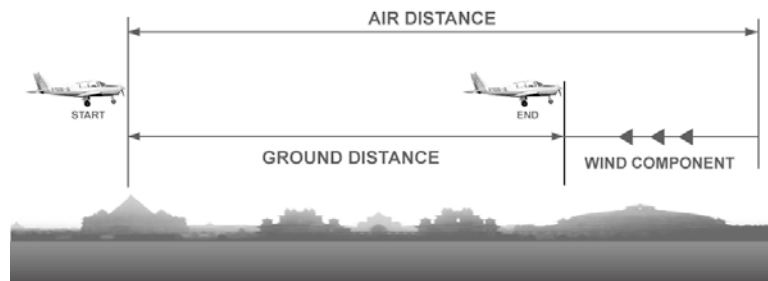 AIR DISTANCE
START
END
GROUND DISTANCE
WIND COMPONENT